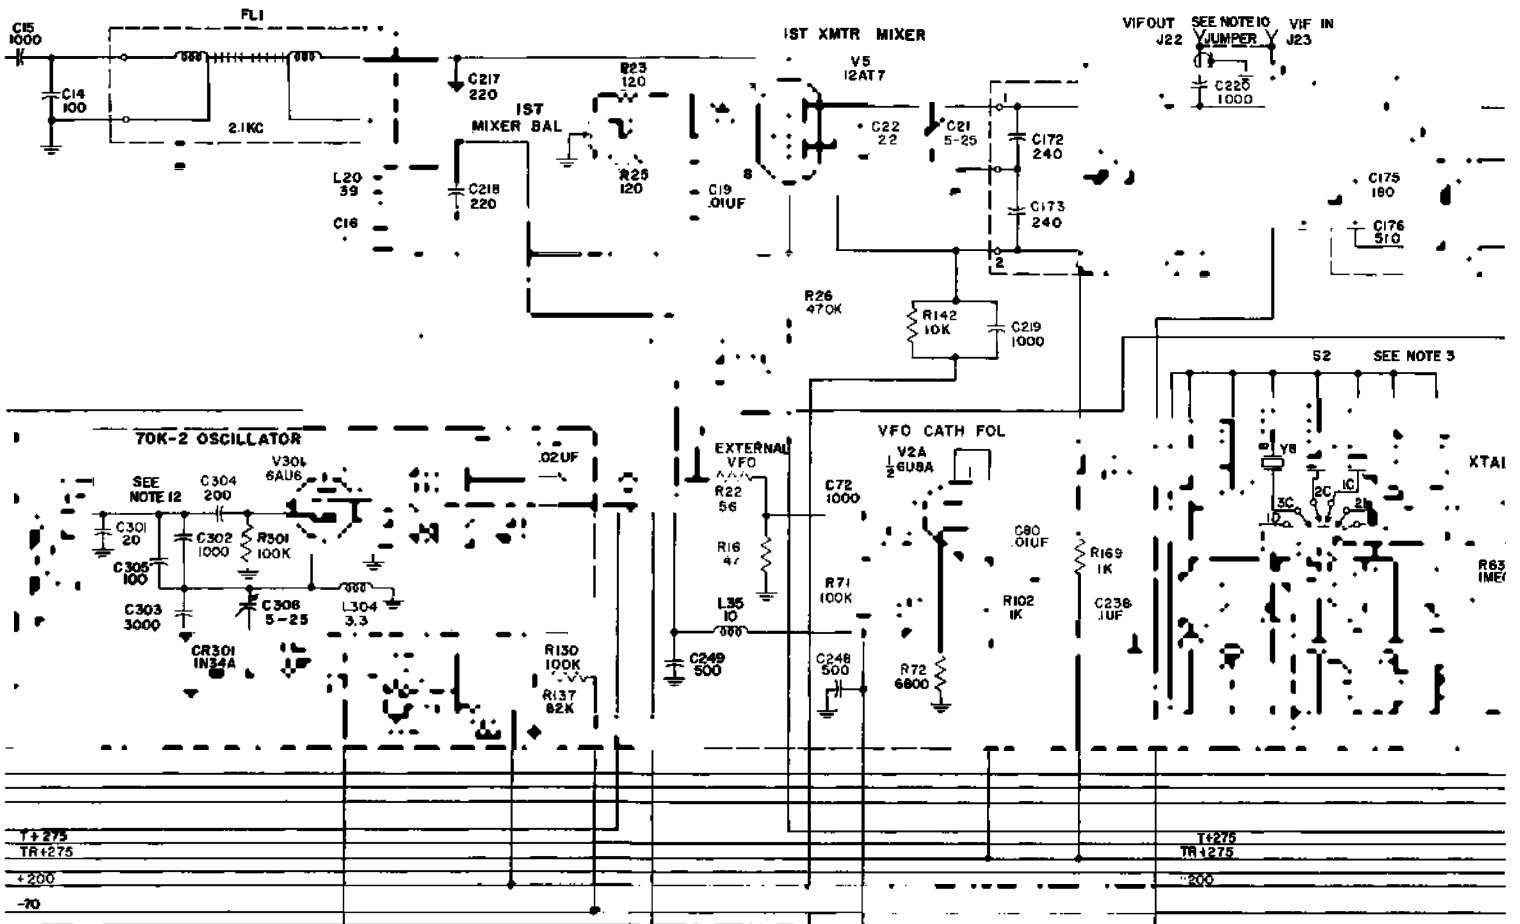 FL1
C15
1000
C14
100
2.1KC
C217
220
1ST
MIXER BAL
R23
120
R25
120
L20
39
C16
C218
220
C19
.01UF
1ST XMTR MIXER
V5
12AT7
8
C22
22
C21
5-25
1
C172
240
C173
240
2
VIF OUT
J22
SEE NOTE 10
JUMPER
VIF IN
J23
C220
1000
C175
180
C176
510
R26
470K
R142
10K
C219
1000
S2
SEE NOTE 3
70K-2 OSCILLATOR
V301
6AU6
.02UF
SEE
NOTE 12
C304
200
C301
20
C302
1000
R301
100K
C305
100
C303
3000
C308
5-25
L304
3.3
CR301
1N34A
R130
100K
R137
82K
EXTERNAL
VFO
R22
56
R16
47
L35
10
C249
500
C72
1000
R71
100K
C248
500
VFO CATH FOL
V2A
1/2 6U8A
C80
.01UF
R102
1K
R72
6800
R169
1K
C238
.1UF
Y8
XTAL
3C
2C
1C
R63
T+275
TR+275
+200
-70
T+275
TR+275
200